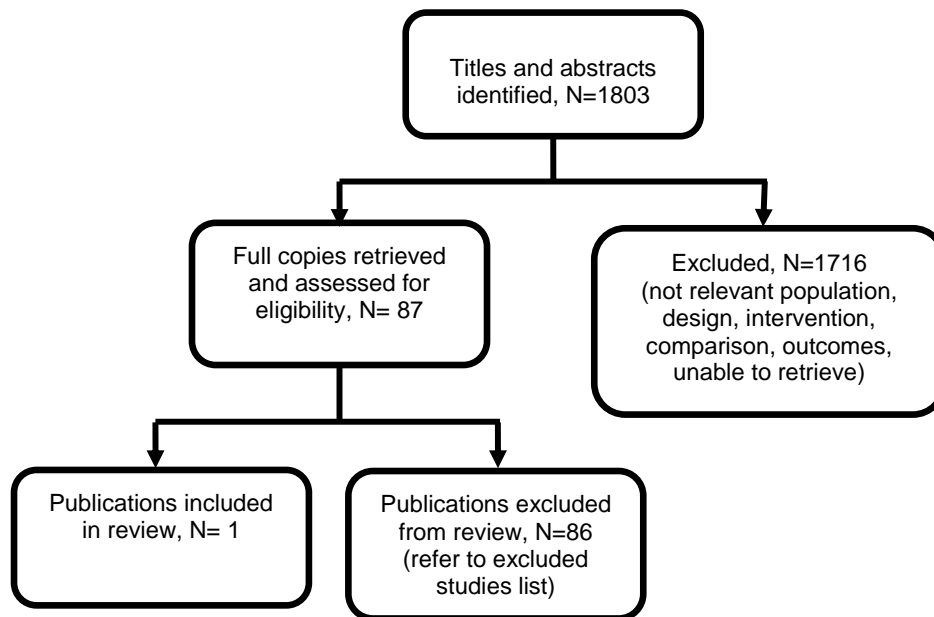 Titles and abstracts
identified, N=1803
Full copies retrieved
and assessed for
eligibility, N= 87
Excluded, N=1716
(not relevant population,
design, intervention,
comparison, outcomes,
unable to retrieve)
Publications included
in review, N= 1
Publications excluded
from review, N=86
(refer to excluded
studies list)